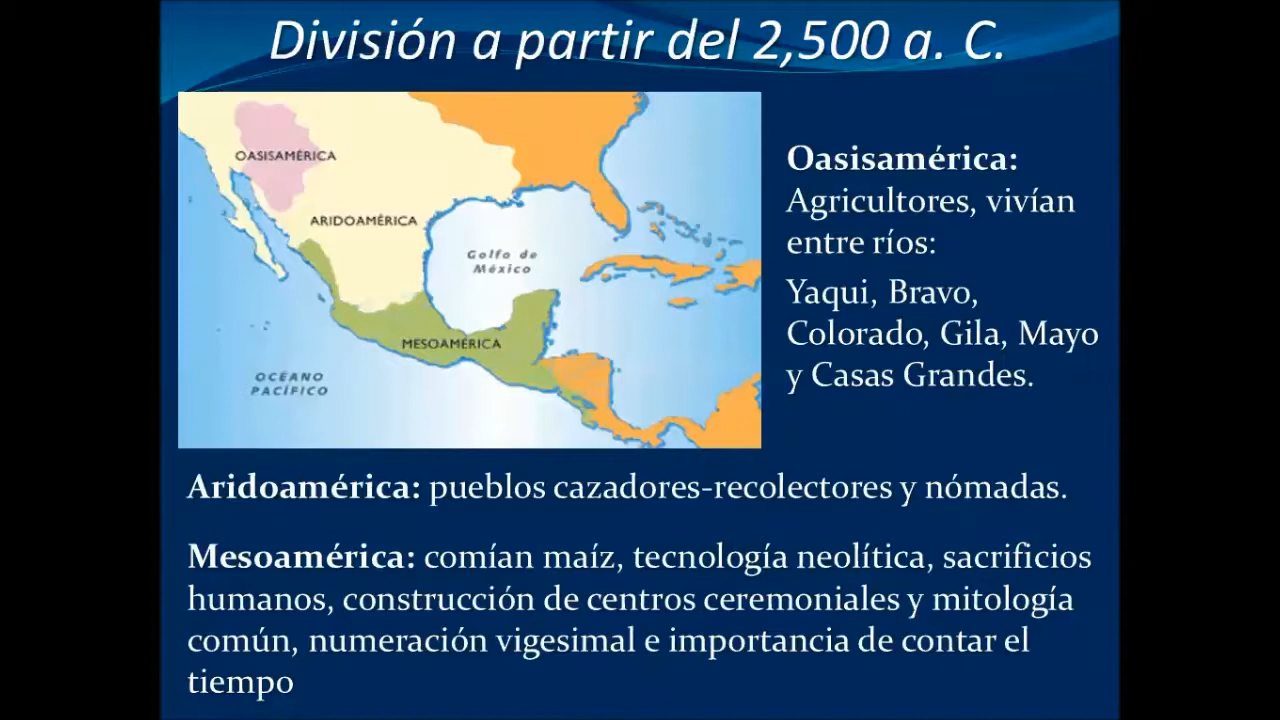 División a partir del 2,500 a. C.
OASISAMÉRICA
ARIDOAMÉRICA
Golfo de
México
MESOAMÉRICA
OCÉANO
PACÍFICO
Oasisamérica:
Agricultores, vivían
entre ríos:
Yaqui, Bravo,
Colorado, Gila, Mayo
y Casas Grandes.
Aridoamérica: pueblos cazadores-recolectores y nómadas.
Mesoamérica: comían maíz, tecnología neolítica, sacrificios
humanos, construcción de centros ceremoniales y mitología
común, numeración vigesimal e importancia de contar el
tiempo